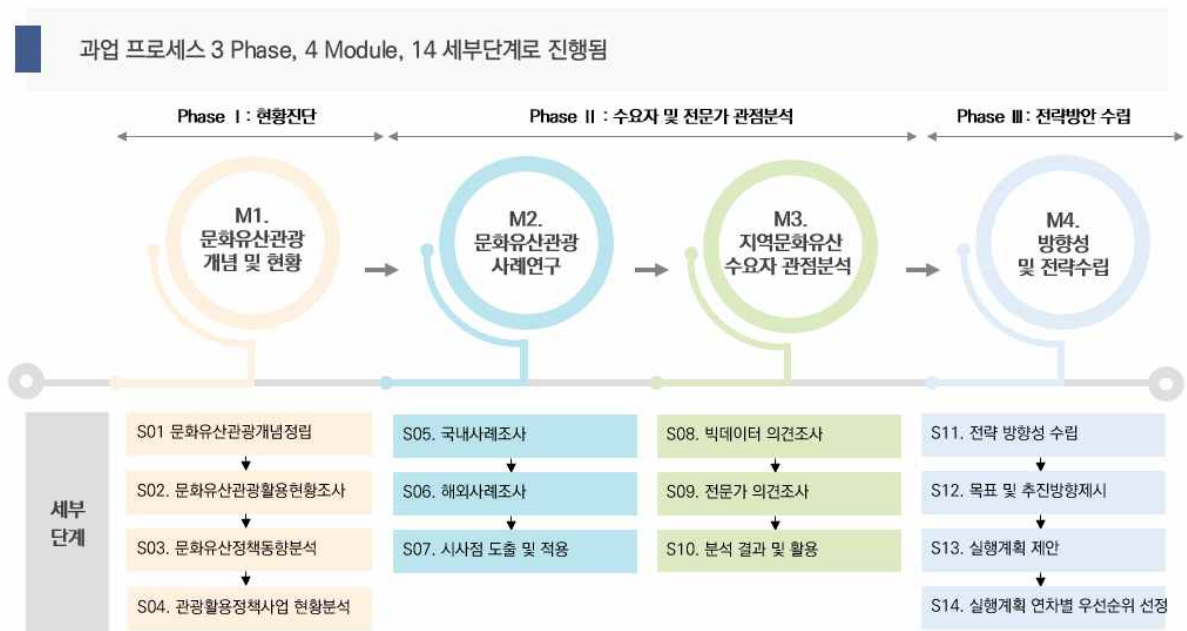 과업 프로세스 3 Phase, 4 Module, 14 세부단계로 진행됨
Phase Ⅰ : 현황진단
Phase Ⅱ : 수요자 및 전문가 관점분석
Phase Ⅲ : 전략방안 수립
M1.
문화유산관광
개념 및 현황
M2.
문화유산관광
사례연구
M3.
지역문화유산
수요자 관점분석
M4.
방향성
및 전략수립
세부
단계
S01 문화유산관광개념정립
S02. 문화유산관광활용현황조사
S03. 문화유산정책동향분석
S04. 관광활용정책사업 현황분석
S05. 국내사례조사
S06. 해외사례조사
S07. 시사점 도출 및 적용
S08. 빅데이터 의견조사
S09. 전문가 의견조사
S10. 분석 결과 및 활용
S11. 전략 방향성 수립
S12. 목표 및 추진방향제시
S13. 실행계획 제안
S14. 실행계획 연차별 우선순위 선정